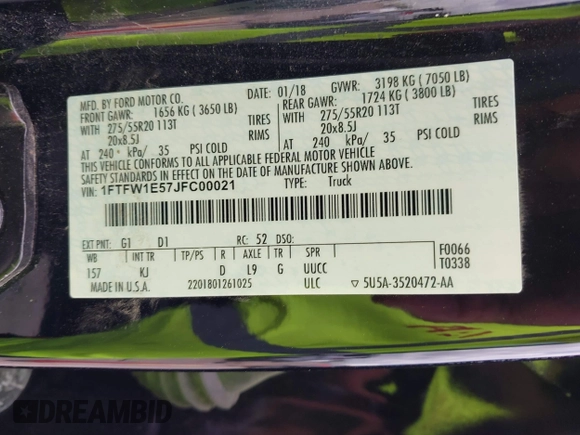 MFD. BY FORD MOTOR CO.
DATE: 01/18 GVWR: 3198 KG ( 7050 LB)
FRONT GAWR: 1656 KG ( 3650 LB) REAR GAWR: 1724 KG ( 3800 LB)
WITH 275/55R20 113T TIRES WITH 275/55R20 113T TIRES
20x8.5J RIMS 20x8.5J RIMS
AT 240 kPa/ 35 PSI COLD AT 240 kPa/ 35 PSI COLD
THIS VEHICLE CONFORMS TO ALL APPLICABLE FEDERAL MOTOR VEHICLE
SAFETY STANDARDS IN EFFECT ON THE DATE OF MANUFACTURE SHOWN ABOVE.
VIN: 1FTFW1E57JFC00021 TYPE: Truck
EXT PNT: G1 D1 RC: 52 DSO:
WB INT TR TP/PS R AXLE TR SPR
157 KJ D L9 G UUCC
F0066
T0338
MADE IN U.S.A. 2201801261025 ULC ▽ 5U5A-3520472-AA
DREAMBID